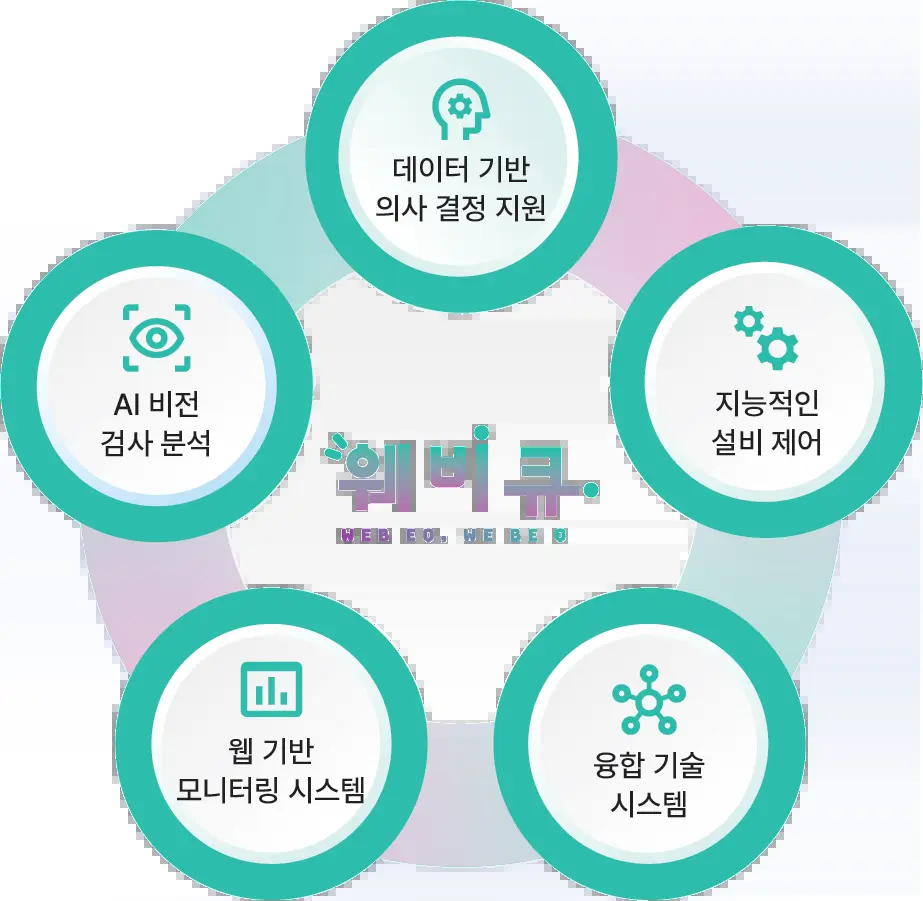 데이터 기반
의사 결정 지원
AI 비전
검사 분석
지능적인
설비 제어
웨비큐
WEB EQ, WE BE Q
웹 기반
모니터링 시스템
융합 기술
시스템